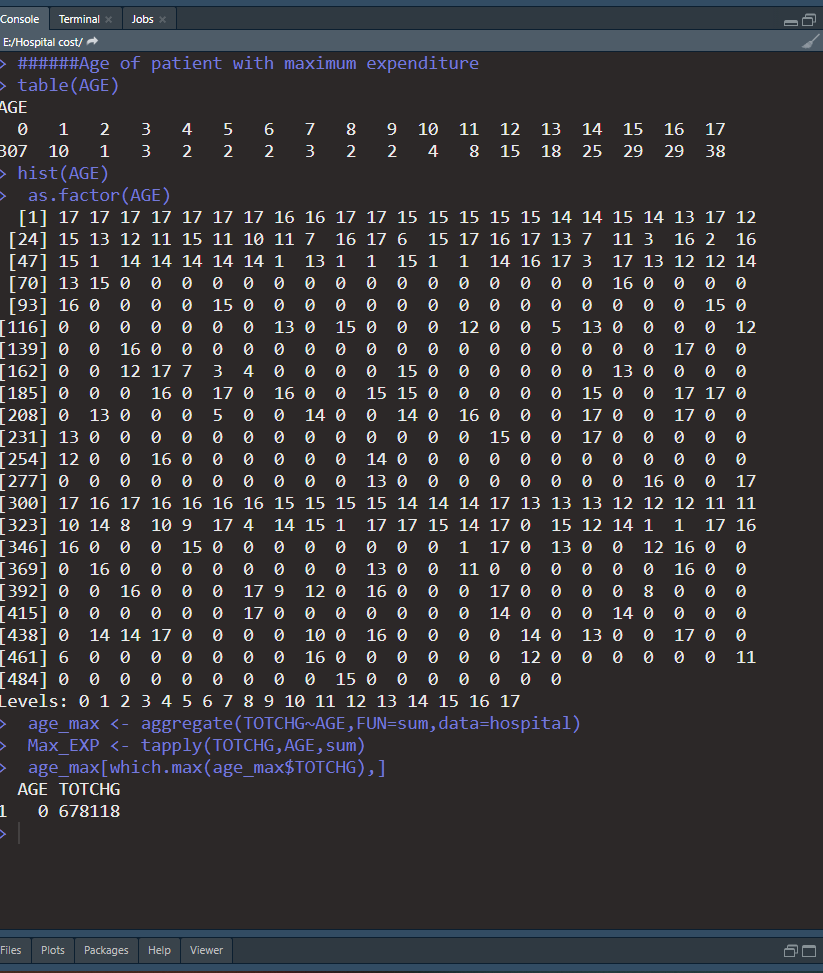 Console Terminal × Jobs ×
E:/Hospital cost/
> ######Age of patient with maximum expenditure
> table(AGE)
AGE
0 1 2 3 4 5 6 7 8 9 10 11 12 13 14 15 16 17
307 10 1 3 2 2 2 3 2 2 4 8 15 18 25 29 29 38
> hist(AGE)
> as.factor(AGE)
[1] 17 17 17 17 17 17 17 16 16 17 17 15 15 15 15 15 14 14 15 14 13 17 12
[24] 15 13 12 11 15 11 10 11 7 16 17 6 15 17 16 17 13 7 11 3 16 2 16
[47] 15 1 14 14 14 14 14 1 13 1 1 15 1 1 14 16 17 3 17 13 12 12 14
[70] 13 15 0 0 0 0 0 0 0 0 0 0 0 0 0 0 0 0 0 16 0 0 0 0
[93] 16 0 0 0 0 15 0 0 0 0 0 0 0 0 0 0 0 0 0 0 0 15 0
[116] 0 0 0 0 0 0 0 13 0 15 0 0 0 12 0 0 5 13 0 0 0 0 12
[139] 0 0 16 0 0 0 0 0 0 0 0 0 0 0 0 0 0 0 0 0 17 0 0
[162] 0 0 12 17 7 3 4 0 0 0 0 15 0 0 0 0 0 0 13 0 0 0 0
[185] 0 0 0 16 0 17 0 16 0 0 15 15 0 0 0 0 0 15 0 0 17 17 0
[208] 0 13 0 0 0 5 0 0 14 0 0 14 0 16 0 0 0 17 0 0 17 0 0
[231] 13 0 0 0 0 0 0 0 0 0 0 0 0 0 15 0 0 17 0 0 0 0 0
[254] 12 0 0 16 0 0 0 0 0 0 14 0 0 0 0 0 0 0 0 0 0 0 0
[277] 0 0 0 0 0 0 0 0 0 0 13 0 0 0 0 0 0 0 0 16 0 0 17
[300] 17 16 17 16 16 16 16 15 15 15 15 14 14 14 17 13 13 13 12 12 12 11 11
[323] 10 14 8 10 9 17 4 14 15 1 17 17 15 14 17 0 15 12 14 1 1 17 16
[346] 16 0 0 0 15 0 0 0 0 0 0 0 0 1 17 0 13 0 0 12 16 0 0
[369] 0 16 0 0 0 0 0 0 0 0 13 0 0 11 0 0 0 0 0 0 16 0 0
[392] 0 0 16 0 0 0 17 9 12 0 16 0 0 0 17 0 0 0 0 8 0 0 0
[415] 0 0 0 0 0 0 17 0 0 0 0 0 0 0 14 0 0 0 14 0 0 0 0
[438] 0 14 14 17 0 0 0 0 10 0 16 0 0 0 0 14 0 13 0 0 17 0 0
[461] 6 0 0 0 0 0 0 0 16 0 0 0 0 0 0 12 0 0 0 0 0 0 11
[484] 0 0 0 0 0 0 0 0 0 15 0 0 0 0 0 0 0
Levels: 0 1 2 3 4 5 6 7 8 9 10 11 12 13 14 15 16 17
> age_max <- aggregate(TOTCHG~AGE,FUN=sum,data=hospital)
> Max_EXP <- tapply(TOTCHG,AGE,sum)
> age_max[which.max(age_max$TOTCHG),]
AGE TOTCHG
1 0 678118
>
Files Plots Packages Help Viewer